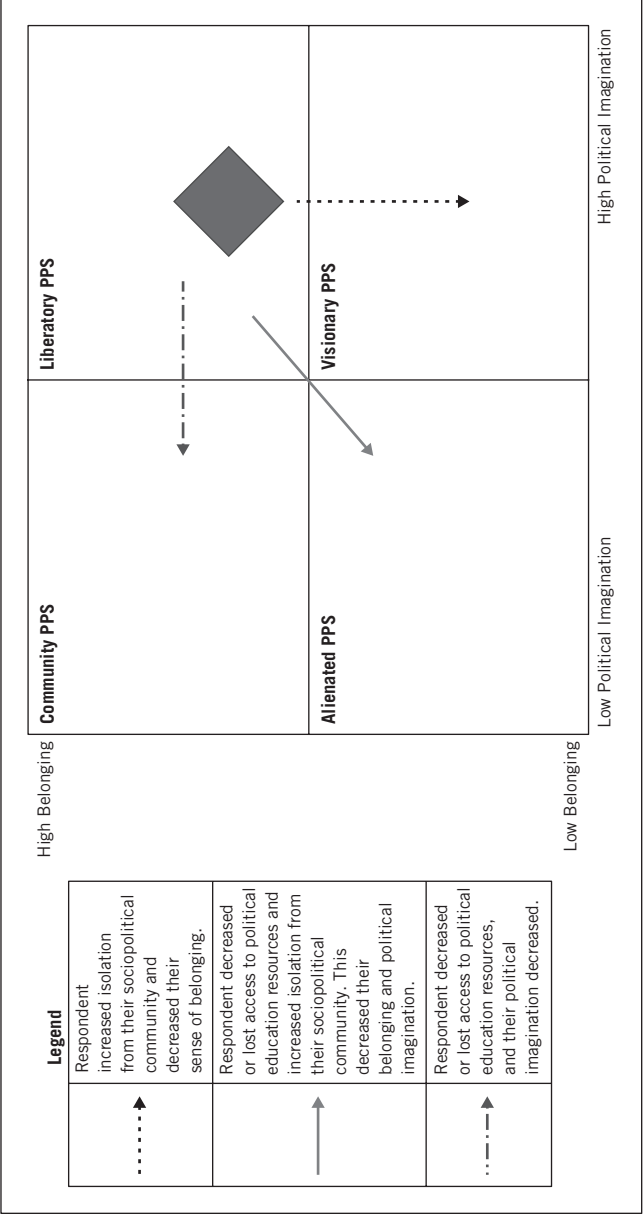 Legend
Respondent
increased isolation
from their sociopolitical
community and
decreased their
sense of belonging.
Respondent decreased
or lost access to political
education resources and
increased isolation from
their sociopolitical
community. This
decreased their
belonging and political
imagination.
Respondent decreased
or lost access to political
education resources,
and their political
imagination decreased.
High Belonging
Low Belonging
Community PPS
Liberatory PPS
Alienated PPS
Visionary PPS
Low Political Imagination
High Political Imagination